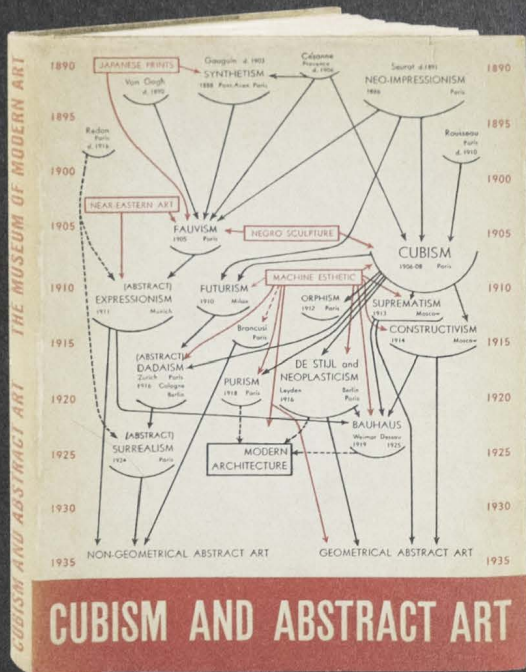 CUBISM AND ABSTRACT ART THE MUSEUM OF MODERN ART
1890
JAPANESE PRINTS
Gauguin d. 1903
Cézanne
Provence
d. 1906
Seurat d. 1891
1890
Van Gogh
d. 1890
SYNTHETISM
1888 Pont-Aven Paris
NEO-IMPRESSIONISM
1886 Paris
1895
1895
Redon
Paris
d. 1916
Rousseau
Paris
d. 1910
1900
1900
NEAR-EASTERN ART
1905
FAUVISM
1905 Paris
NEGRO SCULPTURE
1905
CUBISM
1906-08 Paris
MACHINE ESTHETIC
1910
(ABSTRACT)
EXPRESSIONISM
1911 Munich
FUTURISM
1910 Milan
ORPHISM
1912 Paris
SUPREMATISM
1913 Moscow
1910
Brancusi
Paris
CONSTRUCTIVISM
1914 Moscow
1915
1915
(ABSTRACT)
DADAISM
Zurich Paris
1916 Cologne
Berlin
PURISM
1918 Paris
DE STIJL and
NEOPLASTICISM
Leyden Berlin
1916 Paris
1920
1920
BAUHAUS
Weimar Dessau
1919 1925
(ABSTRACT)
SURREALISM
1924 Paris
MODERN
ARCHITECTURE
1925
1925
1930
1930
1935
NON-GEOMETRICAL ABSTRACT ART
GEOMETRICAL ABSTRACT ART
1935
CUBISM AND ABSTRACT ART